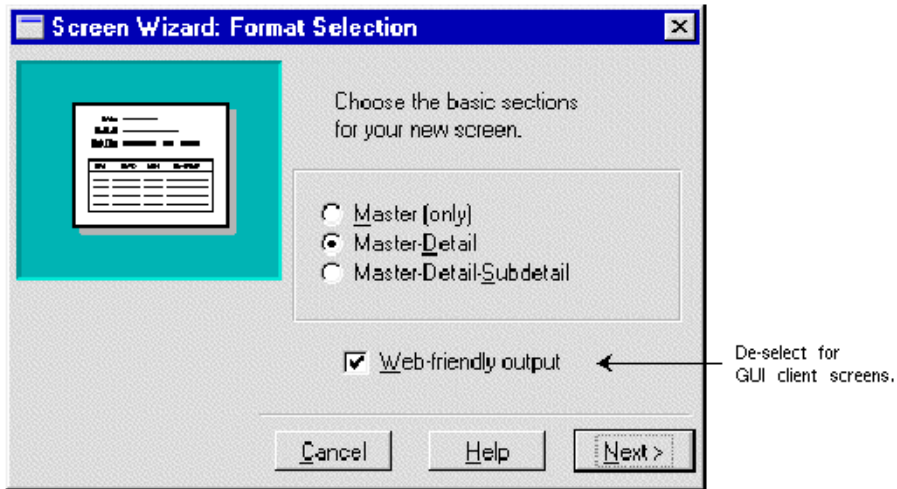 Screen Wizard: Format Selection
Choose the basic sections
for your new screen.
Master (only)
Master-Detail
Master-Detail-Subdetail
Web-friendly output
De-select for
GUI client screens.
Cancel
Help
Next >